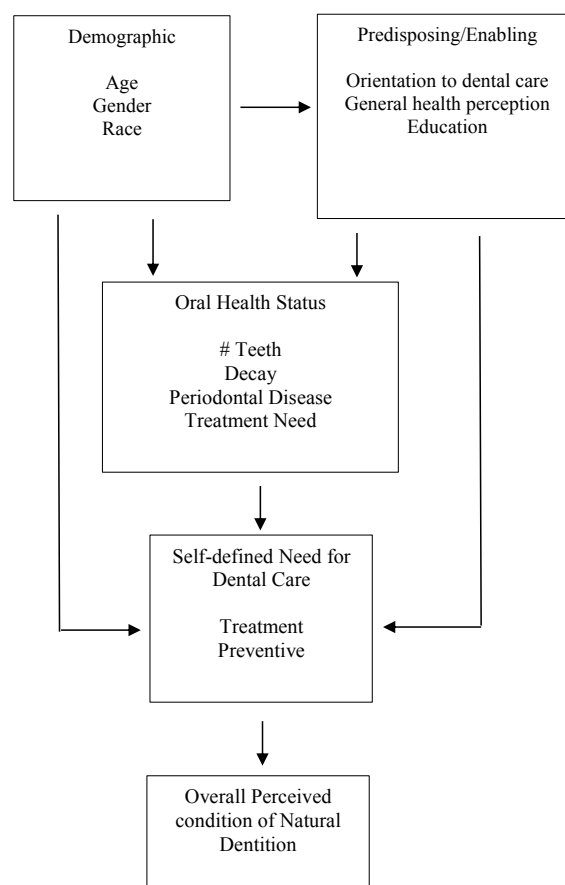 Demographic
Age
Gender
Race
Predisposing/Enabling
Orientation to dental care
General health perception
Education
Oral Health Status
# Teeth
Decay
Periodontal Disease
Treatment Need
Self-defined Need for
Dental Care
Treatment
Preventive
Overall Perceived
condition of Natural
Dentition